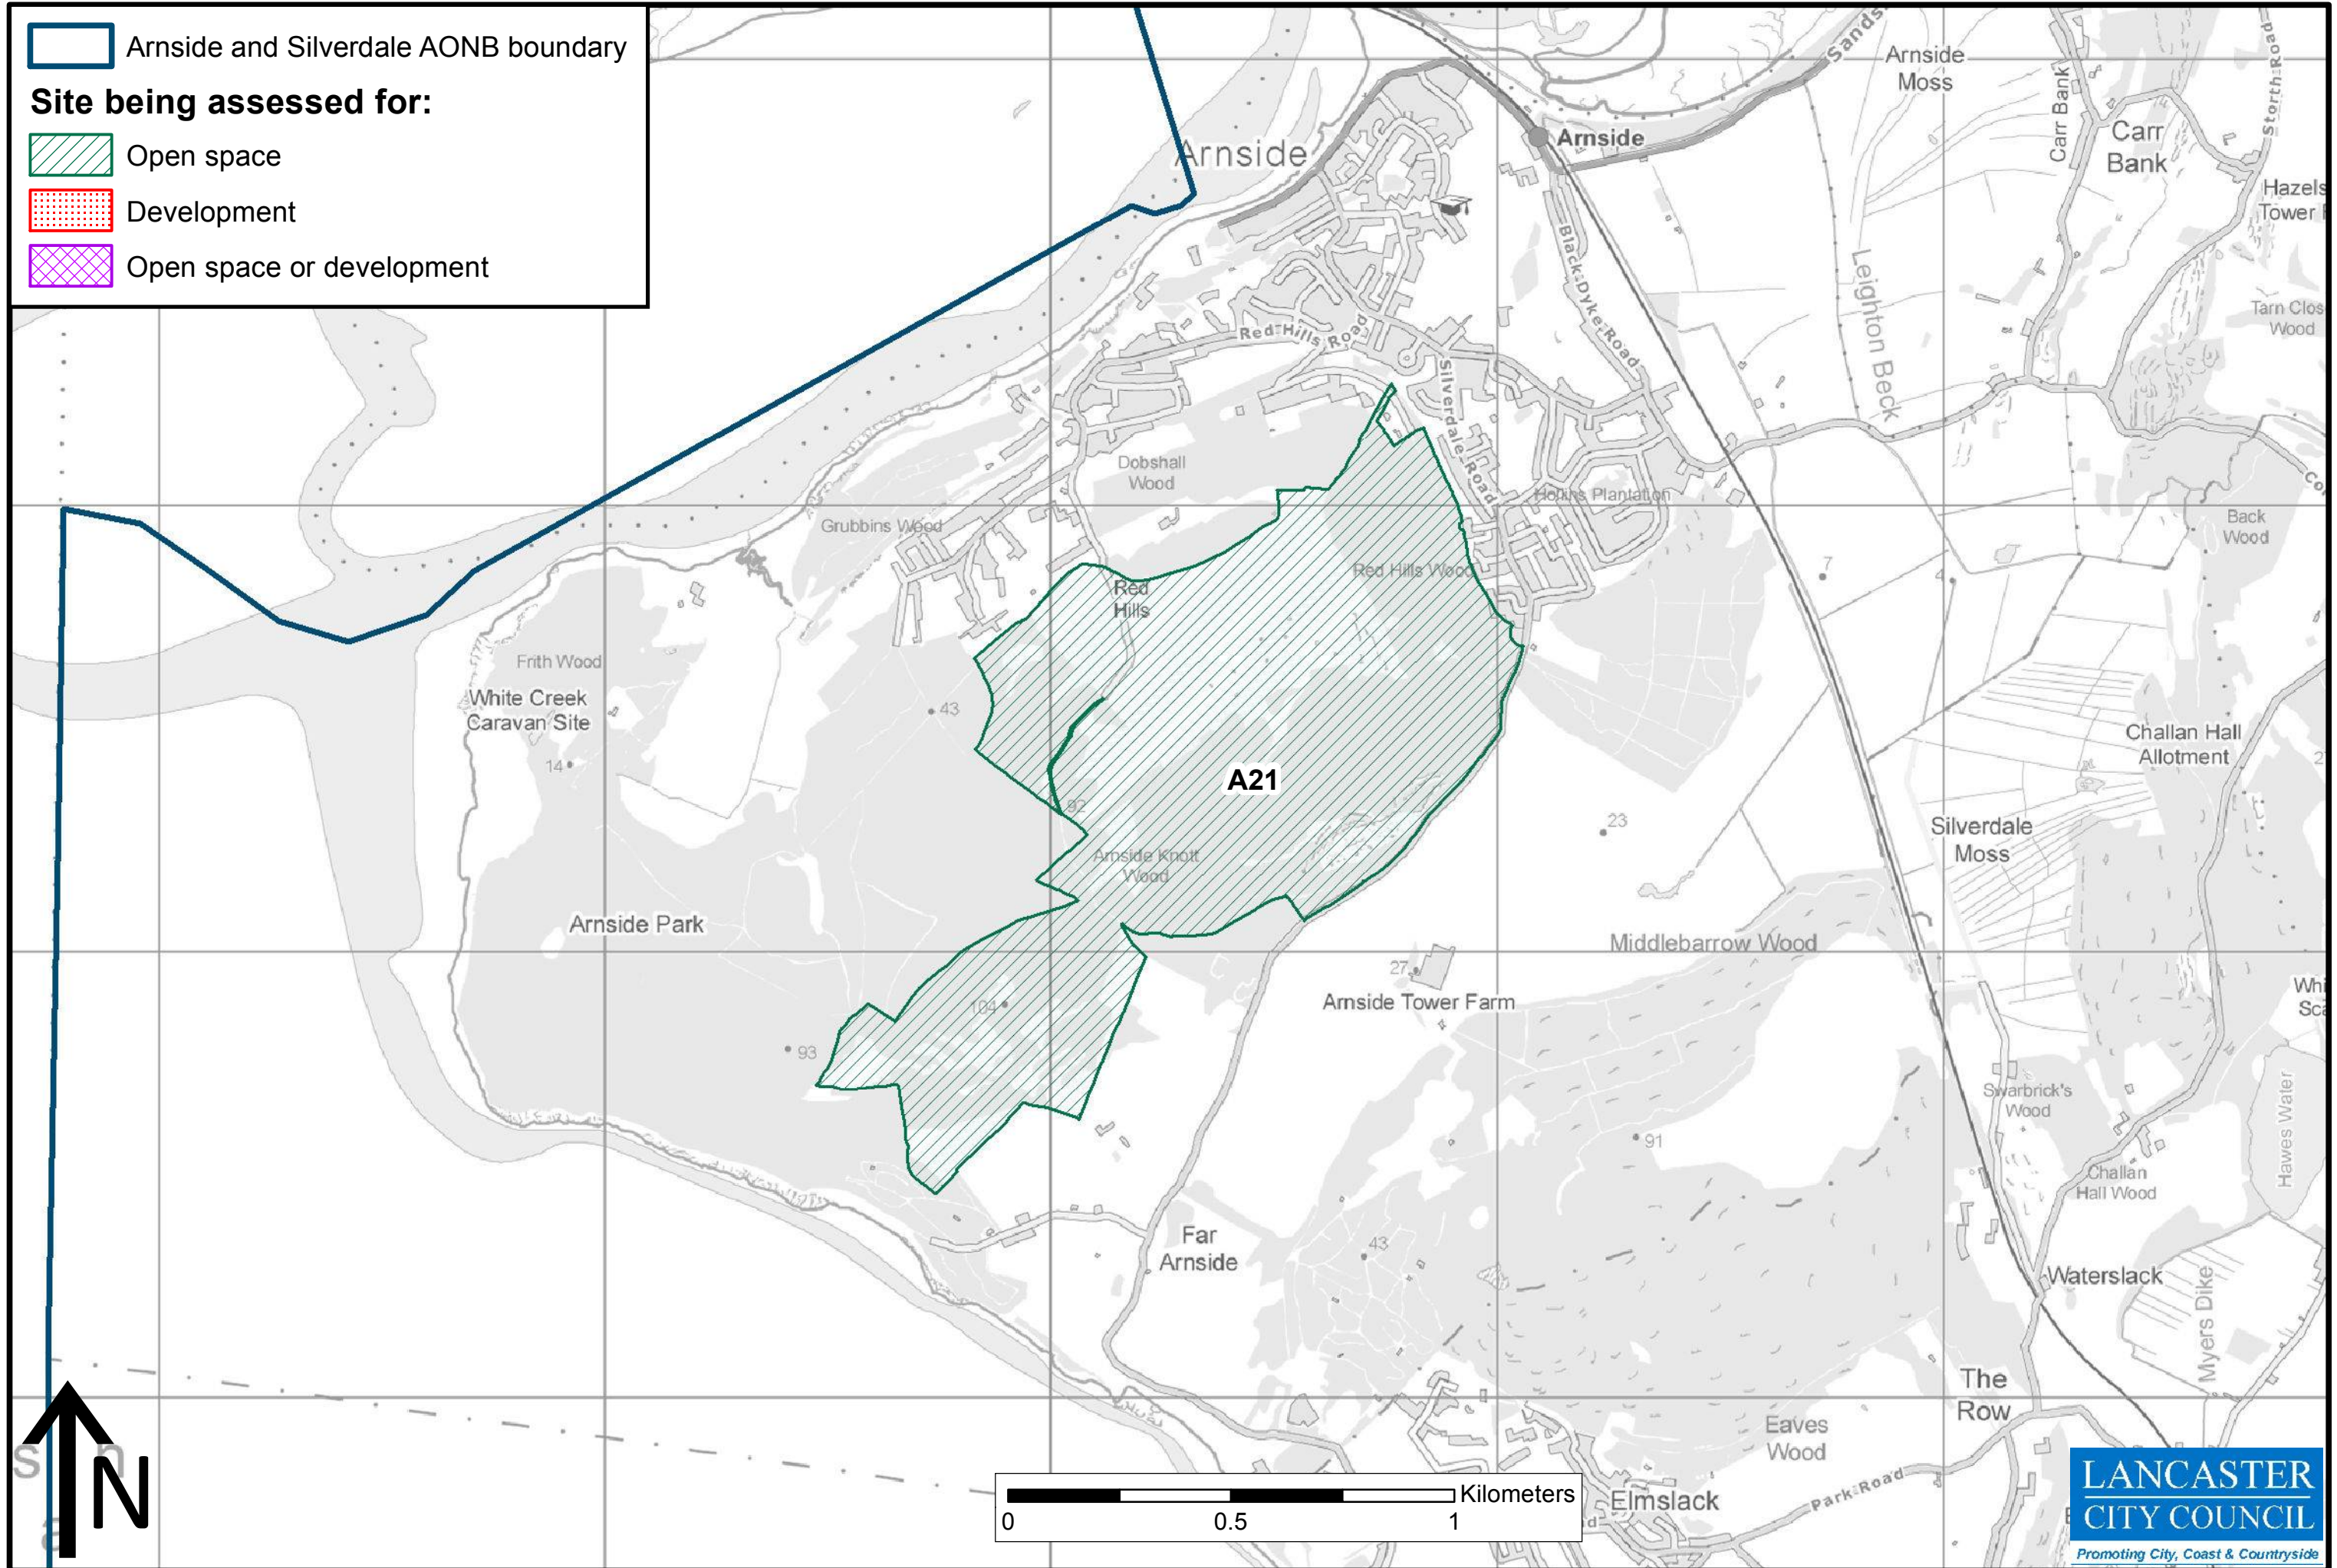 Arnside and Silverdale AONB boundary
Site being assessed for:
Open space
Development
Open space or development
Arnside
Arnside
Sands
Arnside
Moss
Carr Bank
Carr
Bank
Storth Road
Hazels
Tower
Tarn Clos
Wood
Leighton Beck
Black Dyke Road
Red Hills Road
Silverdale Road
Dobshall
Wood
Grubbins Wood
Hollins Plantation
Back
Wood
Red Hills Wood
Red
Hills
7
4
Frith Wood
White Creek
Caravan Site
14
43
92
A21
23
Challan Hall
Allotment
Silverdale
Moss
Arnside Knott
Wood
Arnside Park
Middlebarrow Wood
27
Arnside Tower Farm
104
93
91
Swarbrick's
Wood
Challan
Hall Wood
Hawes Water
Far
Arnside
43
Waterslack
Myers Dike
The
Row
Eaves
Wood
Elmslack
Park Road
N
Kilometers
0 0.5 1
LANCASTER
CITY COUNCIL
Promoting City, Coast & Countryside